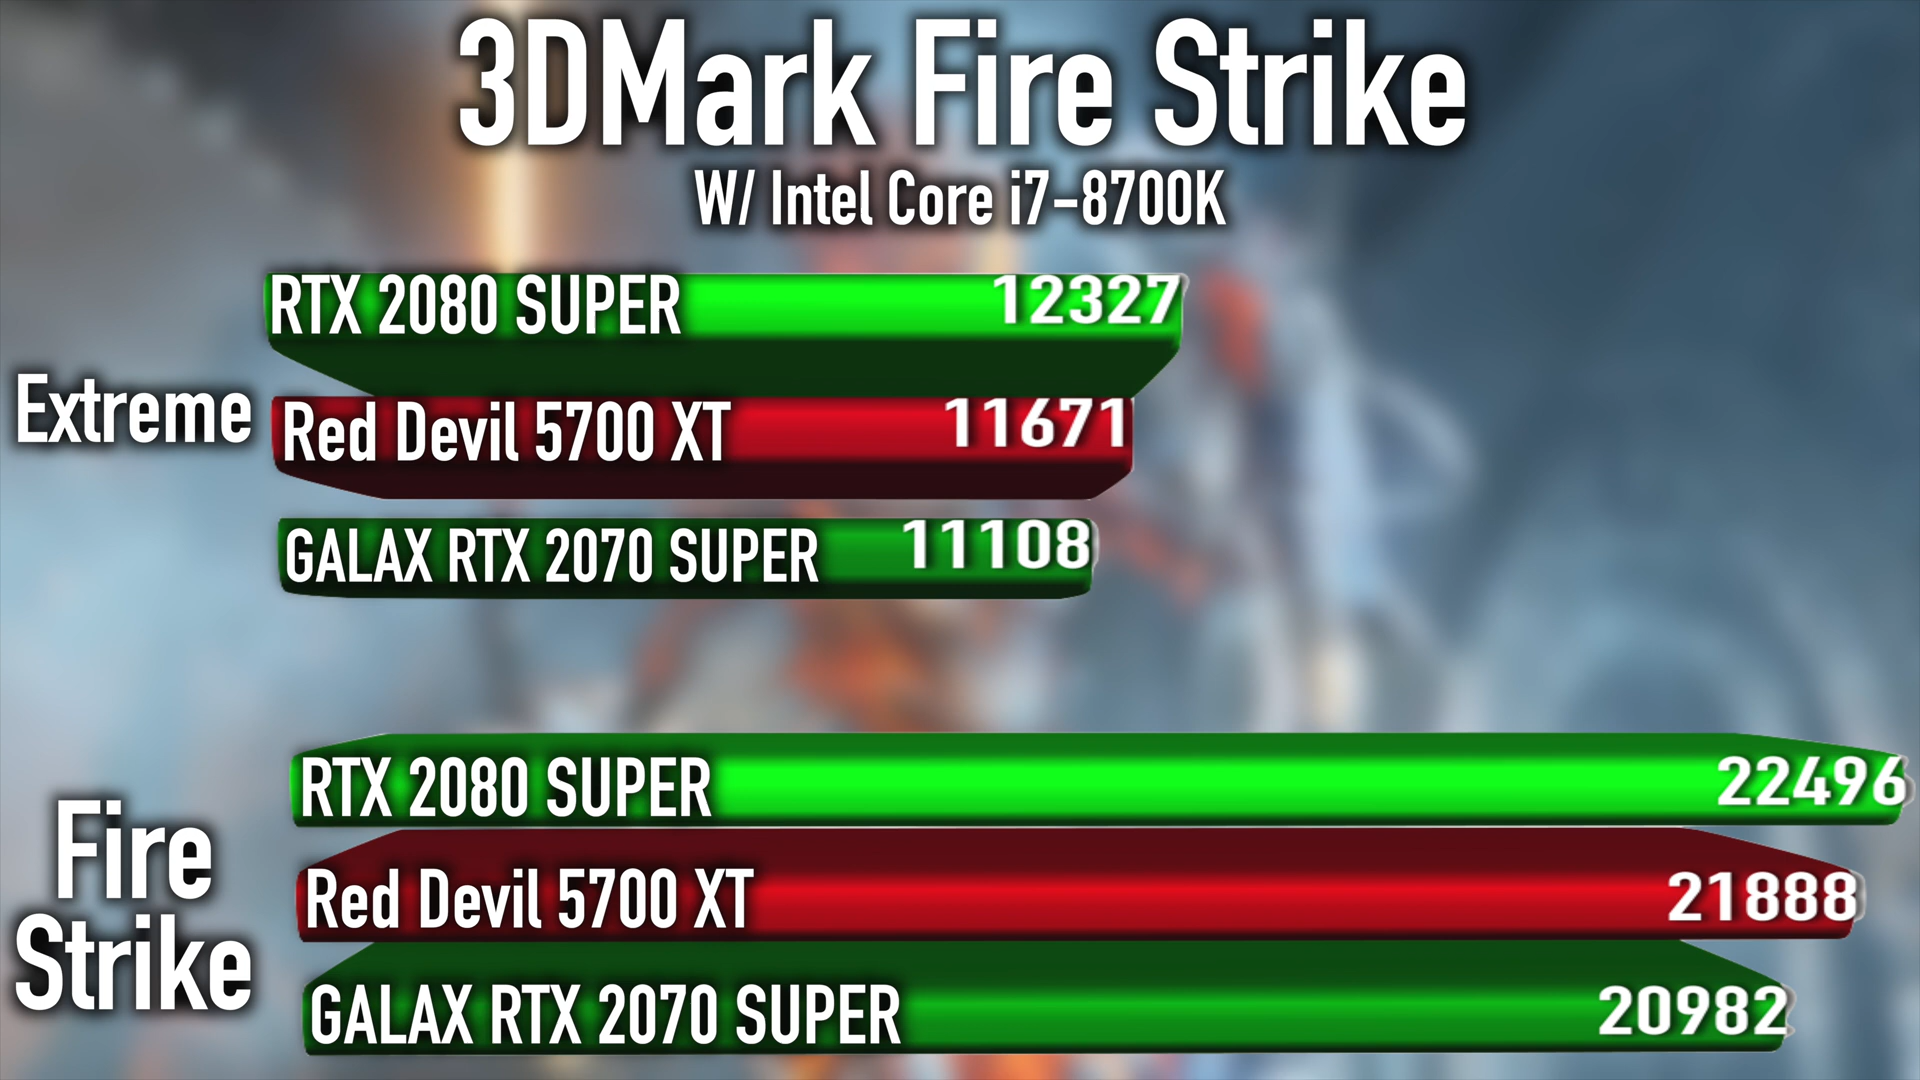 3DMark Fire Strike
W/ Intel Core i7-8700K
RTX 2080 SUPER 12327
Extreme
Red Devil 5700 XT 11671
GALAX RTX 2070 SUPER 11108
RTX 2080 SUPER 22496
Fire
Strike
Red Devil 5700 XT 21888
GALAX RTX 2070 SUPER 20982